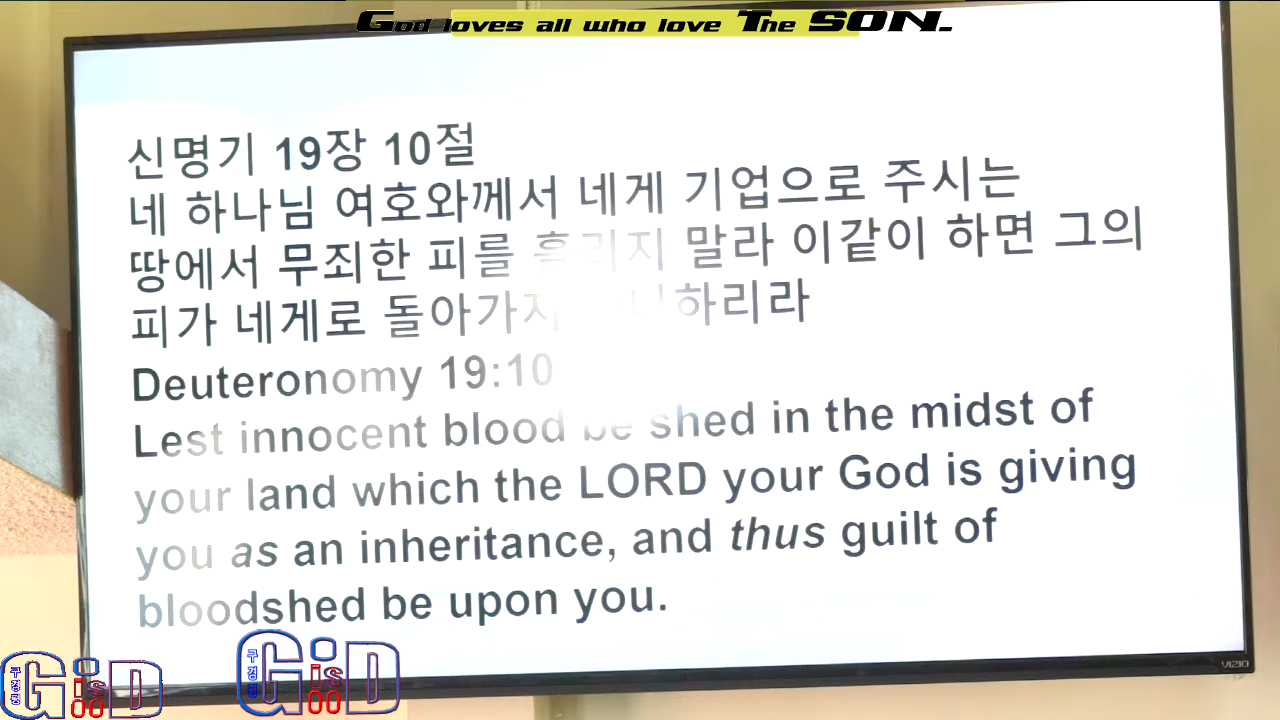 God loves all who love The SON.
신명기 19장 10절
네 하나님 여호와께서 네게 기업으로 주시는
땅에서 무죄한 피를 흘리지 말라 이같이 하면 그의
피가 네게로 돌아가지 하리라
Deuteronomy 19:10
Lest innocent blood be shed in the midst of
your land which the LORD your God is giving
you as an inheritance, and thus guilt of
bloodshed be upon you.
VIZIO
G is D
G is D